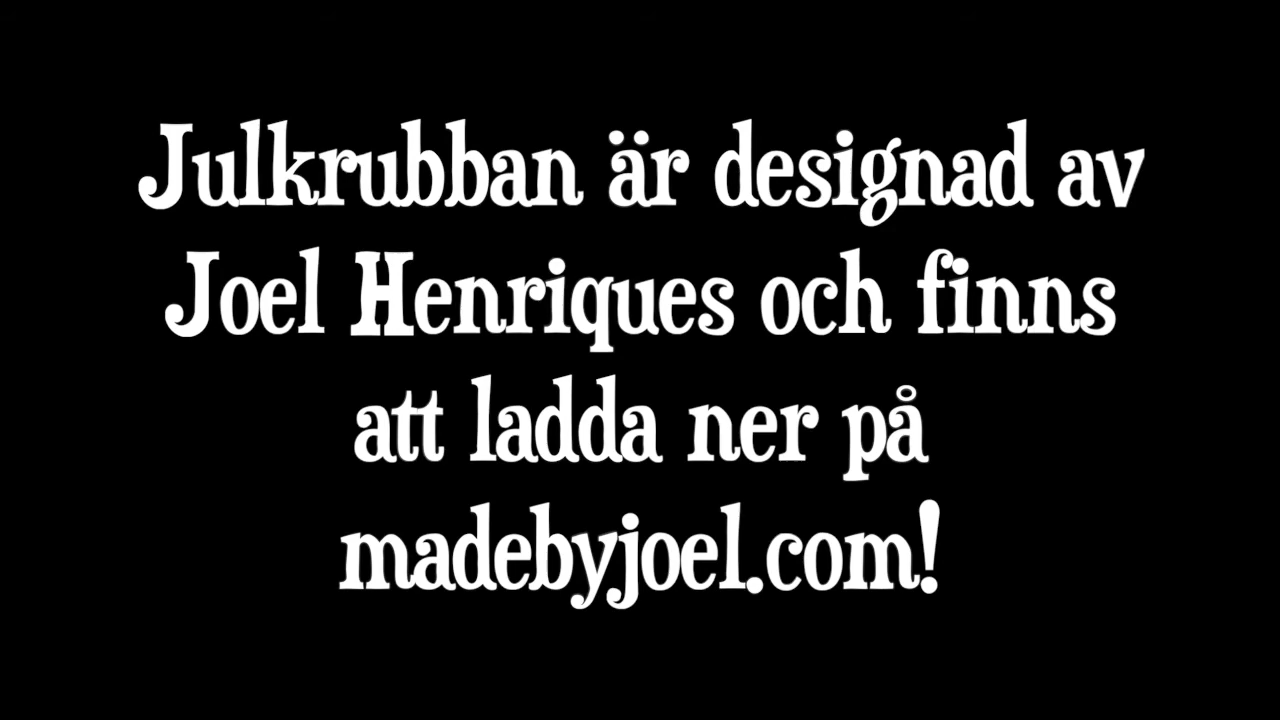 Julkrubban är designad av
Joel Henriques och finns
att ladda ner på
madebyjoel.com!